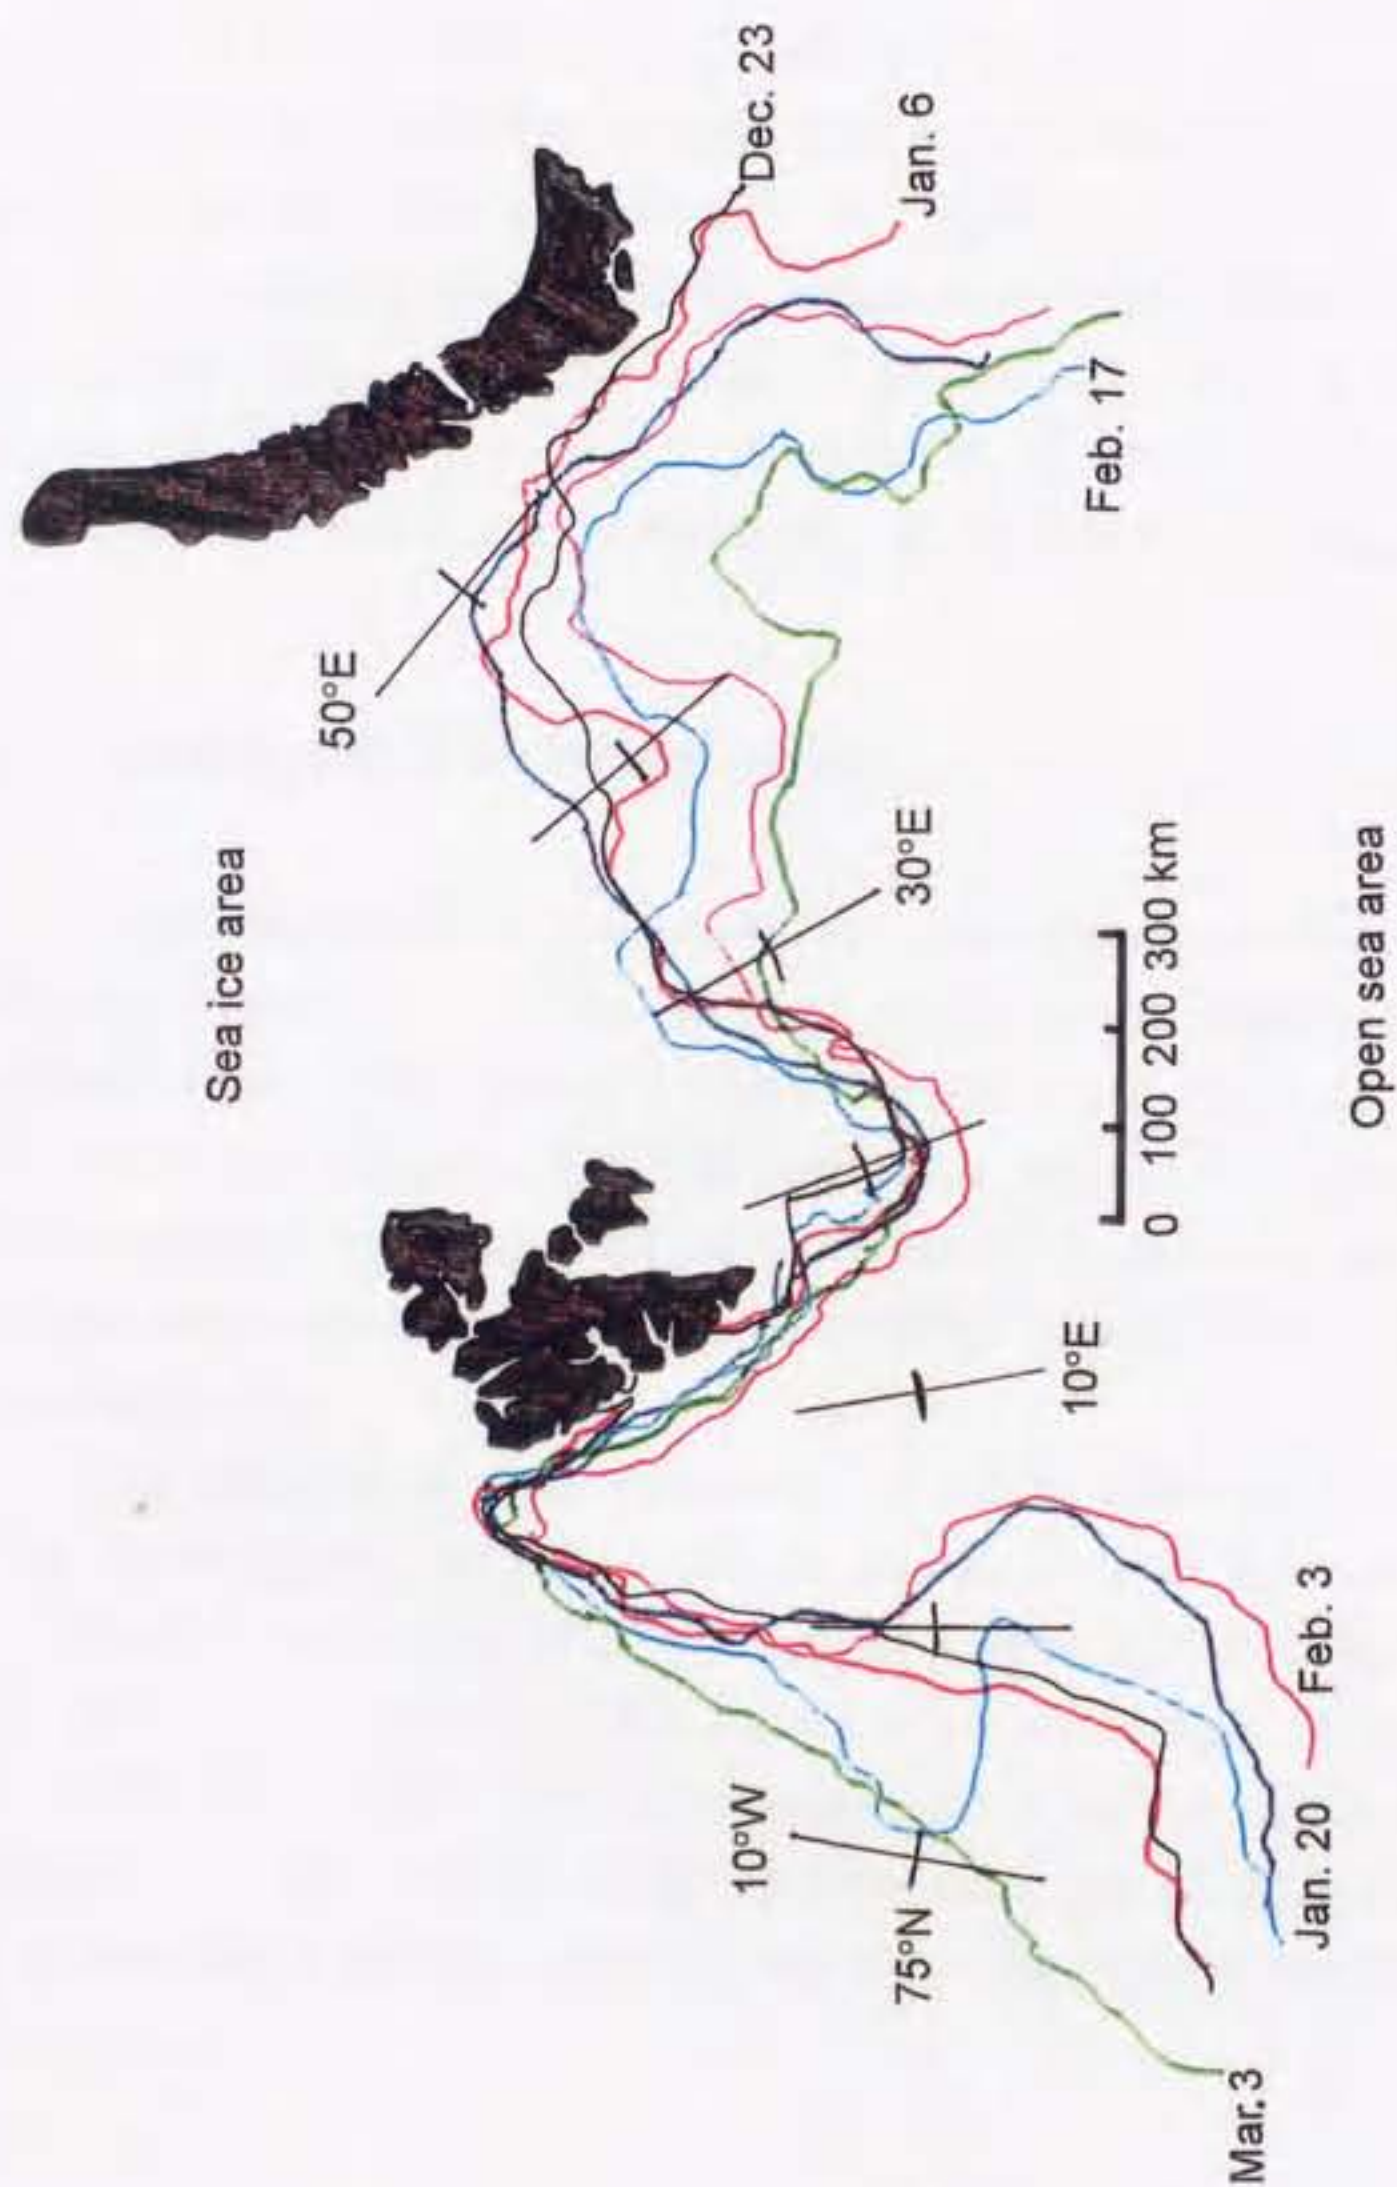 Sea ice area
50°E
Dec. 23
Jan. 6
30°E
Feb. 17
10°W
75°N
10°E
0 100 200 300 km
Mar. 3
Jan. 20
Feb. 3
Open sea area